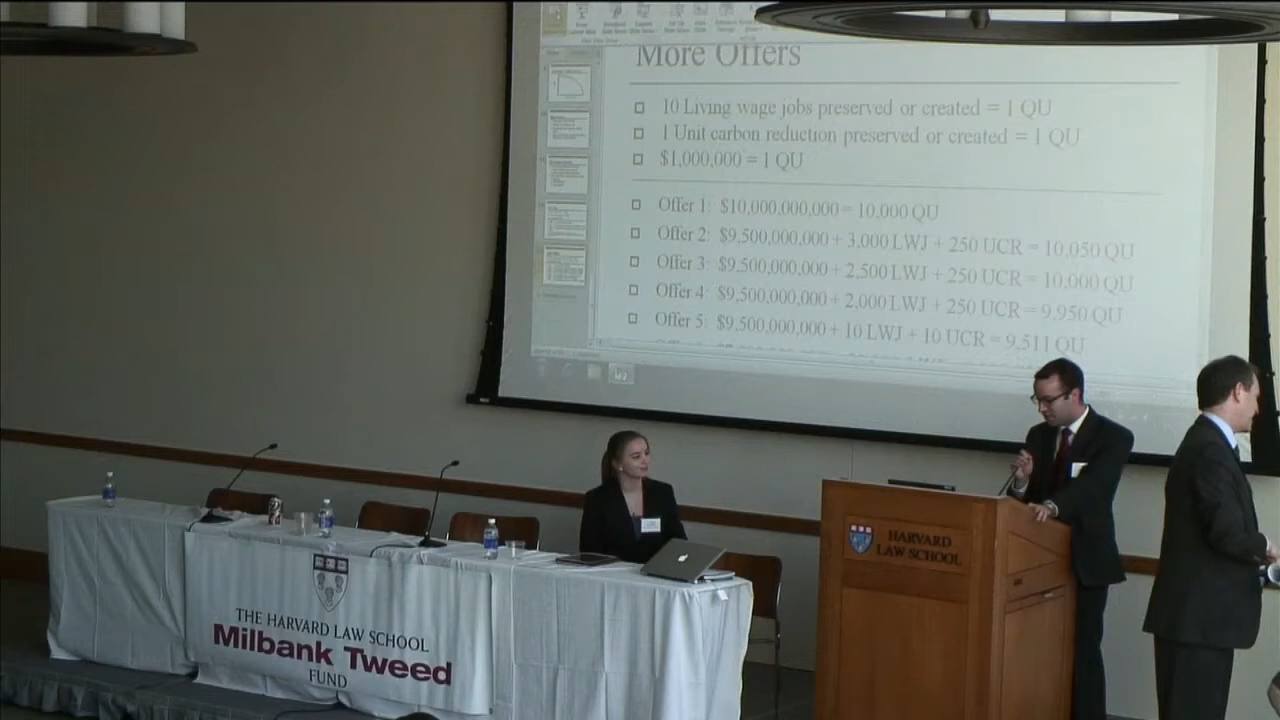 More Offers
10 Living wage jobs preserved or created = 1 QU
1 Unit carbon reduction preserved or created = 1 QU
$1,000,000 = 1 QU
Offer 1: $10,000,000,000 = 10,000 QU
Offer 2: $9,500,000,000 + 3,000 LWJ + 250 UCR = 10,050 QU
Offer 3: $9,500,000,000 + 2,500 LWJ + 250 UCR = 10,000 QU
Offer 4: $9,500,000,000 + 2,000 LWJ + 250 UCR = 9,950 QU
Offer 5: $9,500,000,000 + 10 LWJ + 10 UCR = 9,511 QU
HARVARD
LAW SCHOOL
THE HARVARD LAW SCHOOL
Milbank Tweed
FUND